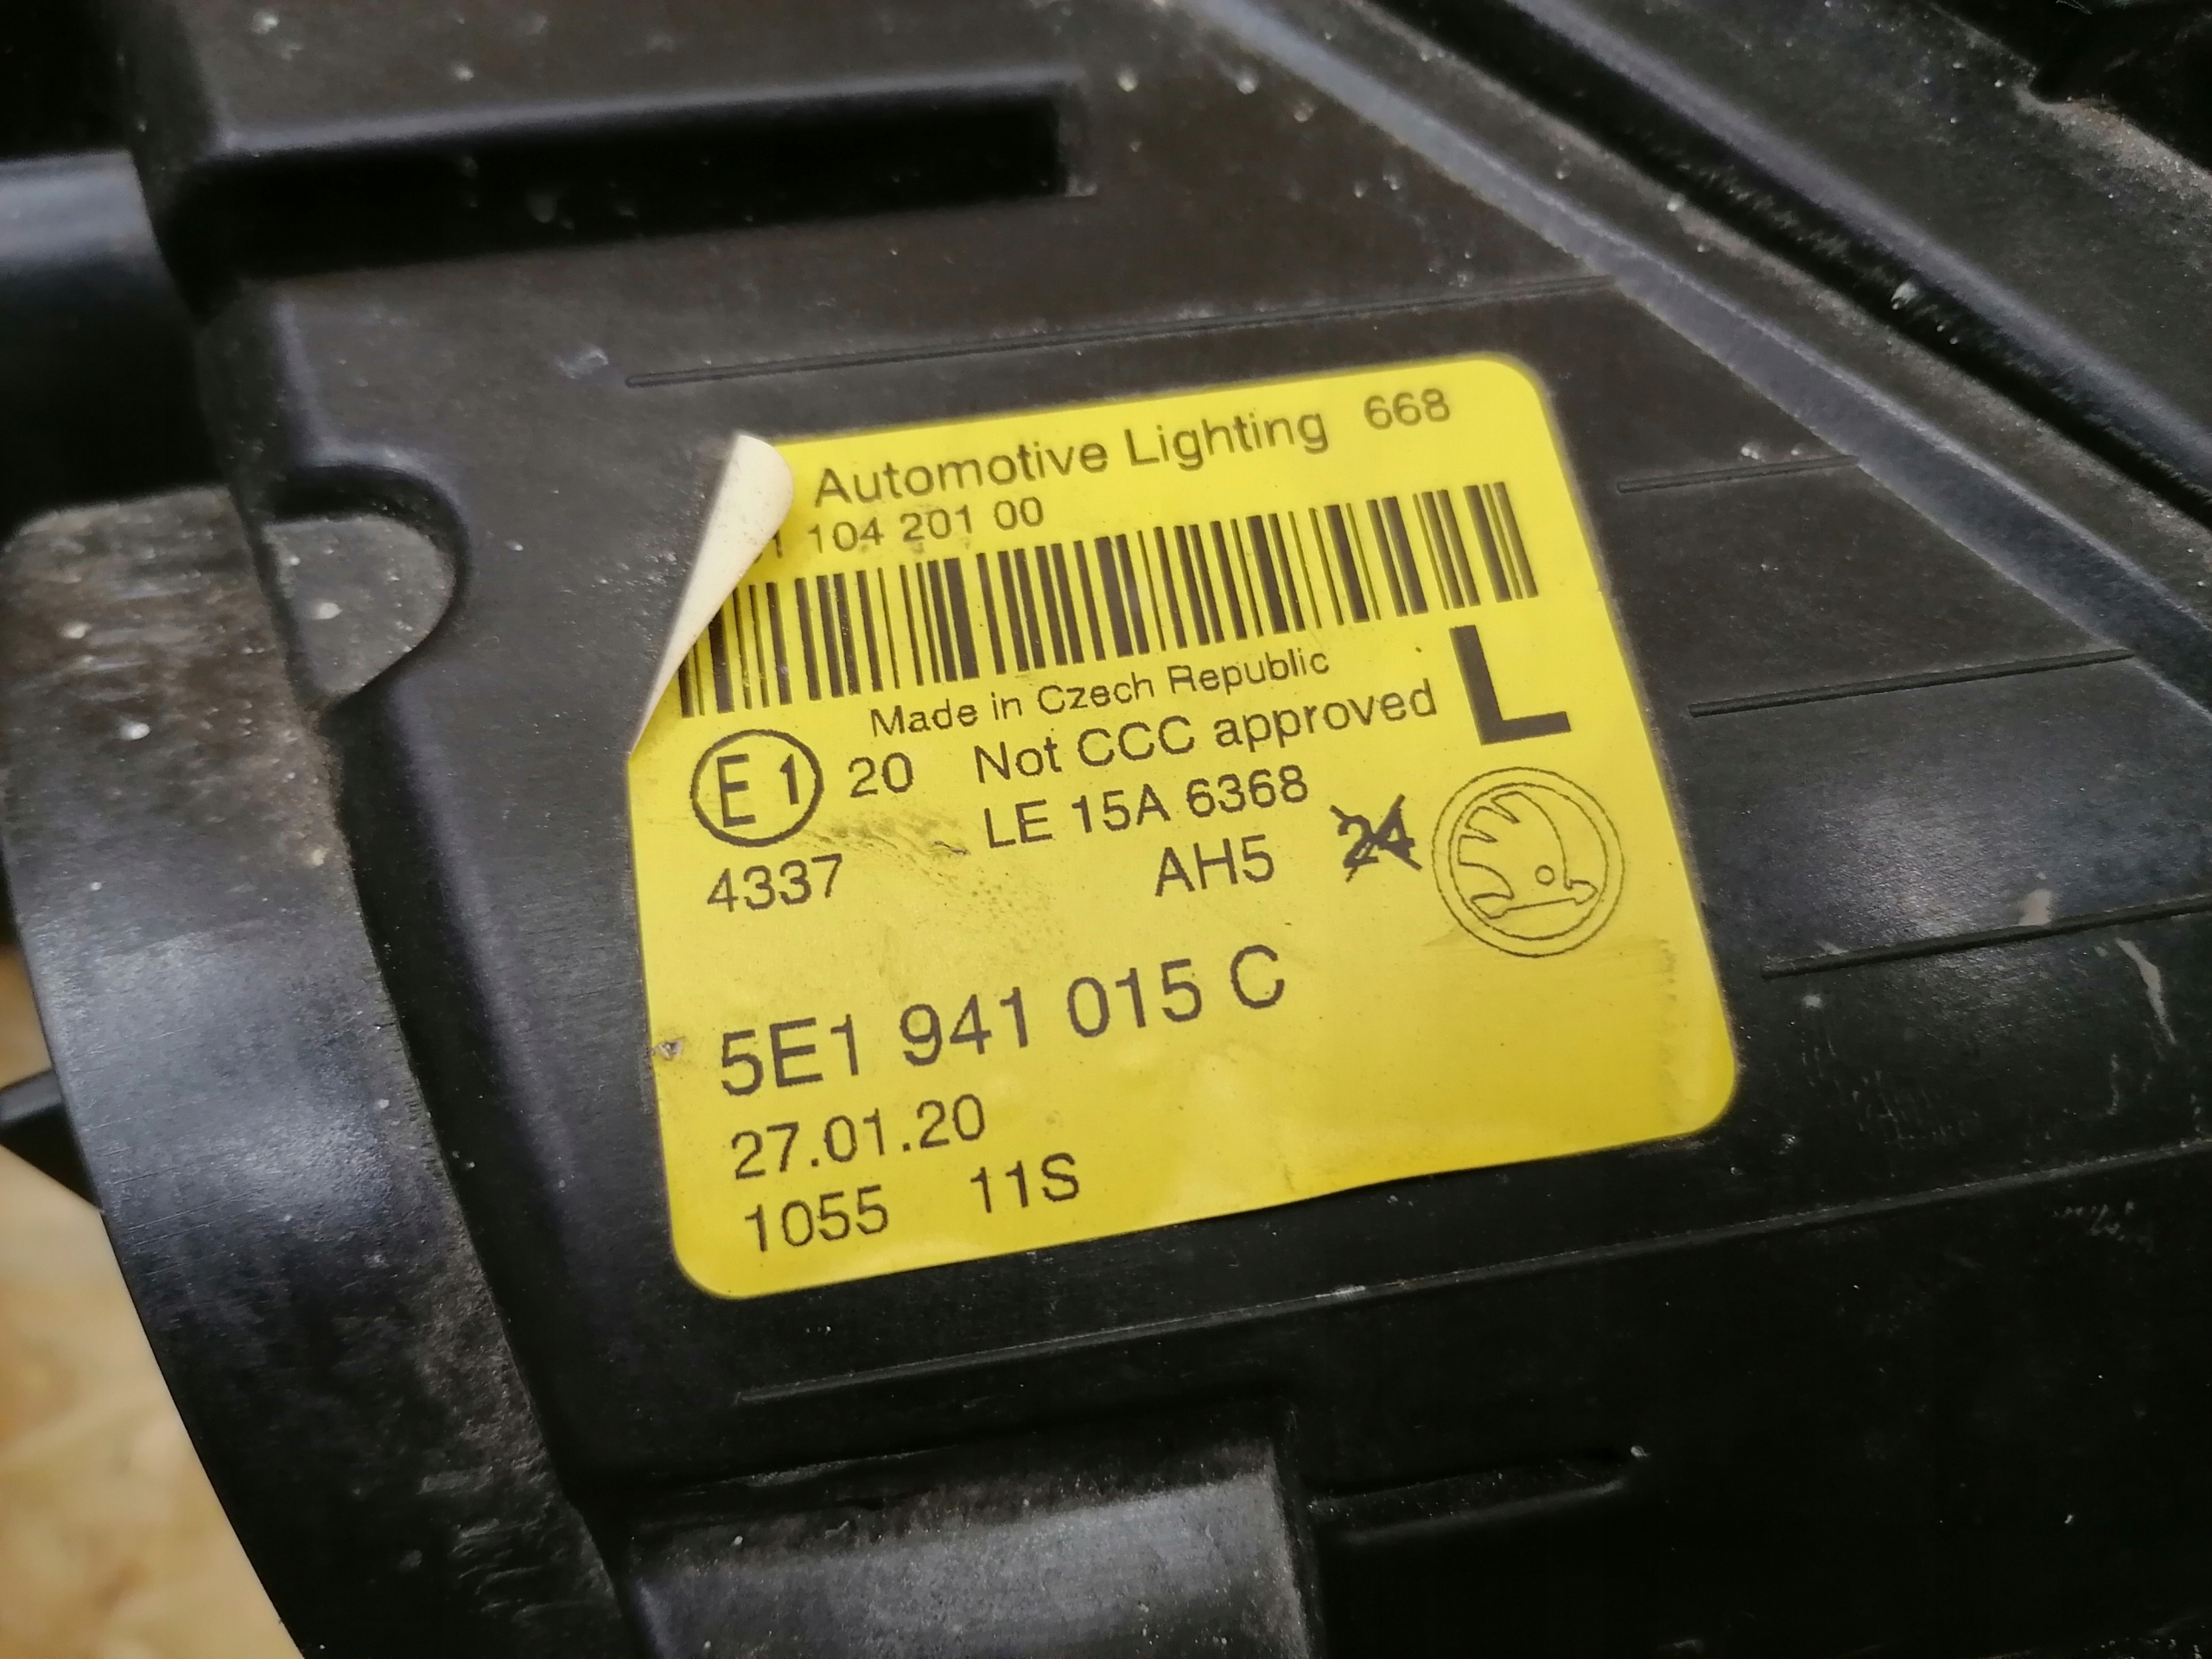 Automotive Lighting 668
1 104 201 00
Made in Czech Republic
L
E1 20 Not CCC approved
LE 15A 6368
4337 AH5 24
5E1 941 015 C
27.01.20
1055 11S